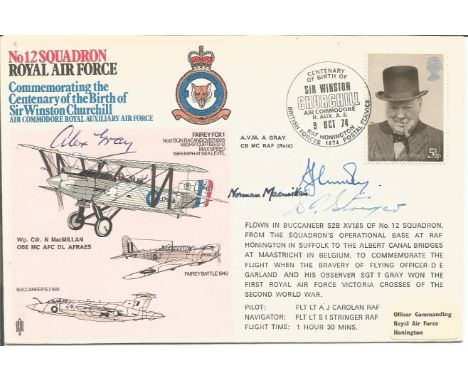 No 12 SQUADRON
ROYAL AIR FORCE
Commemorating the
Centenary of the Birth of
Sir Winston Churchill
AIR COMMODORE ROYAL AUXILIARY AIR FORCE
CENTENARY
OF BIRTH OF
SIR WINSTON
CHURCHILL
AIR COMMODORE
R. AUX. A. F.
9 OCT 74
RAF HONINGTON
BRITISH FORCES 1974 POSTAL SERVICE
5½p
Alex Gray
FAIREY FOX I
MAX SPEED
A.V.M. A GRAY
CB MC RAF (Retd)
Norman Macmillan
S I Stringer
Wg. Cdr. N MacMILLAN
OBE MC AFC DL AFRAES
FAIREY BATTLE 1940
BUCCANEER S.2 1971
FLOWN IN BUCCANEER S2B XV165 OF No. 12 SQUADRON,
FROM THE SQUADRON'S OPERATIONAL BASE AT RAF
HONINGTON IN SUFFOLK TO THE ALBERT CANAL BRIDGES
AT MAASTRICHT IN BELGIUM, TO COMMEMORATE THE
FLIGHT WHEN THE BRAVERY OF FLYING OFFICER D E
GARLAND AND HIS OBSERVER SGT T GRAY WON THE
FIRST ROYAL AIR FORCE VICTORIA CROSSES OF THE
SECOND WORLD WAR.
PILOT: FLT LT A J CAROLAN RAF
NAVIGATOR: FLT LT S I STRINGER RAF
FLIGHT TIME: 1 HOUR 30 MINS.
Officer Commanding
Royal Air Force
Honington